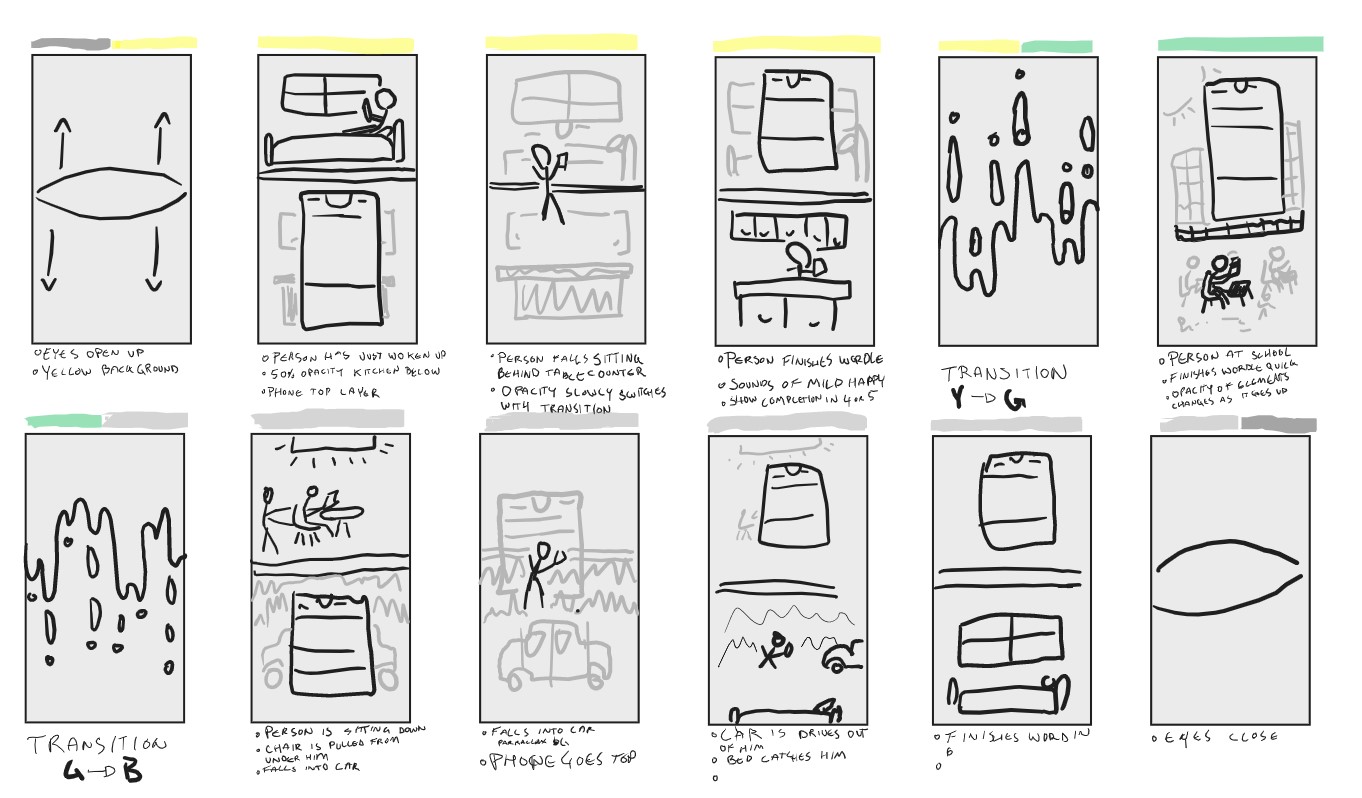 EYES OPEN UP
YELLOW BACKGROUND
PERSON HAS JUST WOKEN UP
50% OPACITY KITCHEN BELOW
PHONE TOP LAYER
PERSON FALLS SITTING
BEHIND TABLE COUNTER
OPACITY SLOWLY SWITCHES
WITH TRANSITION
PERSON FINISHES WORDLE
SOUNDS OF MILD HAPPY
SHOW COMPLETION IN 4 OR 5
TRANSITION
Y → G
PERSON AT SCHOOL
FINISHES WORDLE QUICK
OPACITY OF ELEMENTS
CHANGES AS IT GOES UP
TRANSITION
G → B
PERSON IS SITTING DOWN
CHAIR IS PULLED FROM
UNDER HIM
FALLS INTO CAR
FALLS INTO CAR
PARALLAX BG
PHONE GOES TOP
CAR IS DRIVES OUT
OF HIM
BED CATCHES HIM
FINISHES WORD IN
6
EYES CLOSE